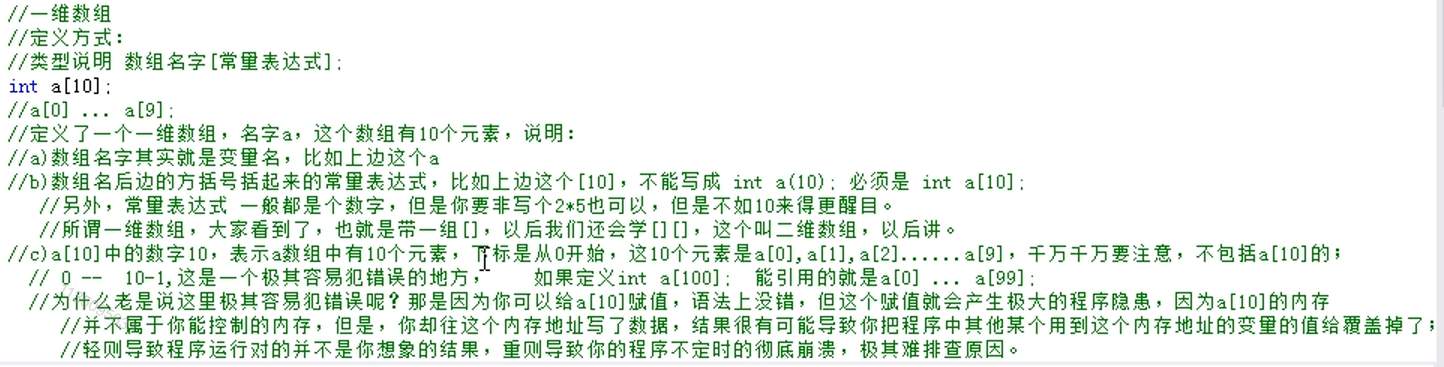 //一维数组
//定义方式：
//类型说明 数组名字[常量表达式];
int a[10];
//a[0] ... a[9];
//定义了一个一维数组，名字a，这个数组有10个元素，说明：
//a)数组名字其实就是变量名，比如上边这个a
//b)数组名后边的方括号括起来的常量表达式，比如上边这个[10]，不能写成 int a(10); 必须是 int a[10];
//另外，常量表达式 一般都是个数字，但是你要非写个2*5也可以，但是不如10来得更醒目。
//所谓一维数组，大家看到了，也就是带一组[]，以后我们还会学[][]，这个叫二维数组，以后讲。
//c)a[10]中的数字10，表示a数组中有10个元素，下标是从0开始，这10个元素是a[0],a[1],a[2]......a[9]，千万千万要注意，不包括a[10]的；
// 0 -- 10-1,这是一个极其容易犯错误的地方， 如果定义int a[100]; 能引用的就是a[0] ... a[99];
//为什么老是说这里极其容易犯错误呢？那是因为你可以给a[10]赋值，语法上没错，但这个赋值就会产生极大的程序隐患，因为a[10]的内存
//并不属于你能控制的内存，但是，你却往这个内存地址写了数据，结果很有可能导致你把程序中其他某个用到这个内存地址的变量的值给覆盖掉了；
//轻则导致程序运行对的并不是你想象的结果，重则导致你的程序不定时的彻底崩溃，极其难排查原因。